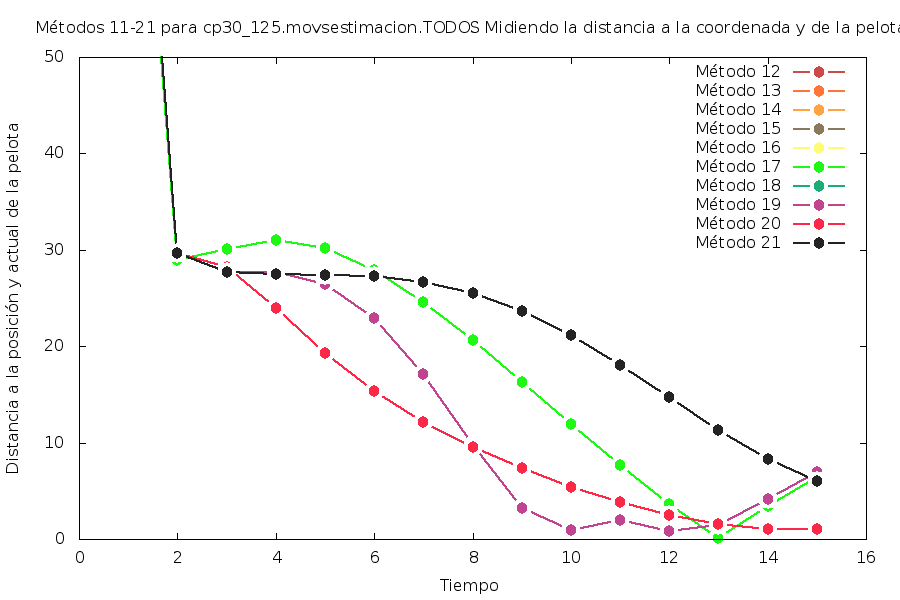 Métodos 11-21 para cp30_125.movsestimacion.TODOS Midiendo la distancia a la coordenada y de la pelota
50
40
30
20
10
0
Distancia a la posición y actual de la pelota
Método 12
Método 13
Método 14
Método 15
Método 16
Método 17
Método 18
Método 19
Método 20
Método 21
0 2 4 6 8 10 12 14 16
Tiempo